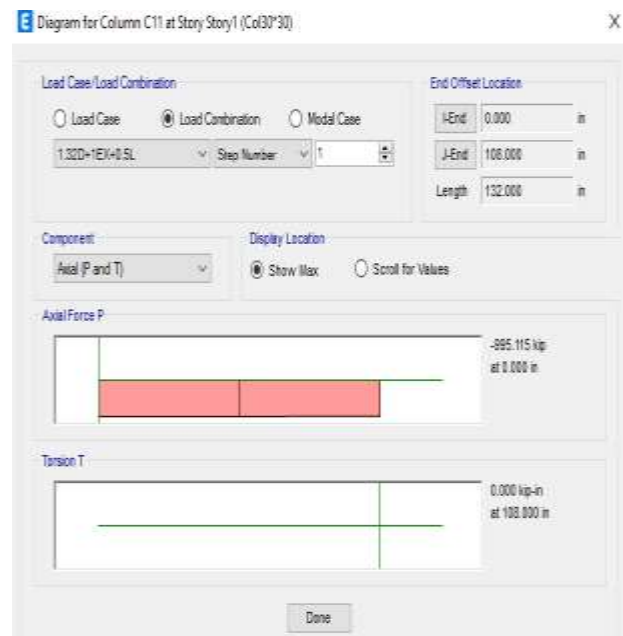 Diagram for Column C11 at Story Story1 (Col30*30)
X
Load Case/Load Combination
Load Case
Load Combination
Modal Case
1.32D+1EX+0.5L
Step Number
1
End Offset Location
I-End
0.000
in
J-End
108.000
in
Length
132.000
in
Component
Axial (P and T)
Display Location
Show Max
Scroll for Values
Axial Force P
-995.115 kip
at 0.000 in
Torsion T
0.000 kip-in
at 108.000 in
Done